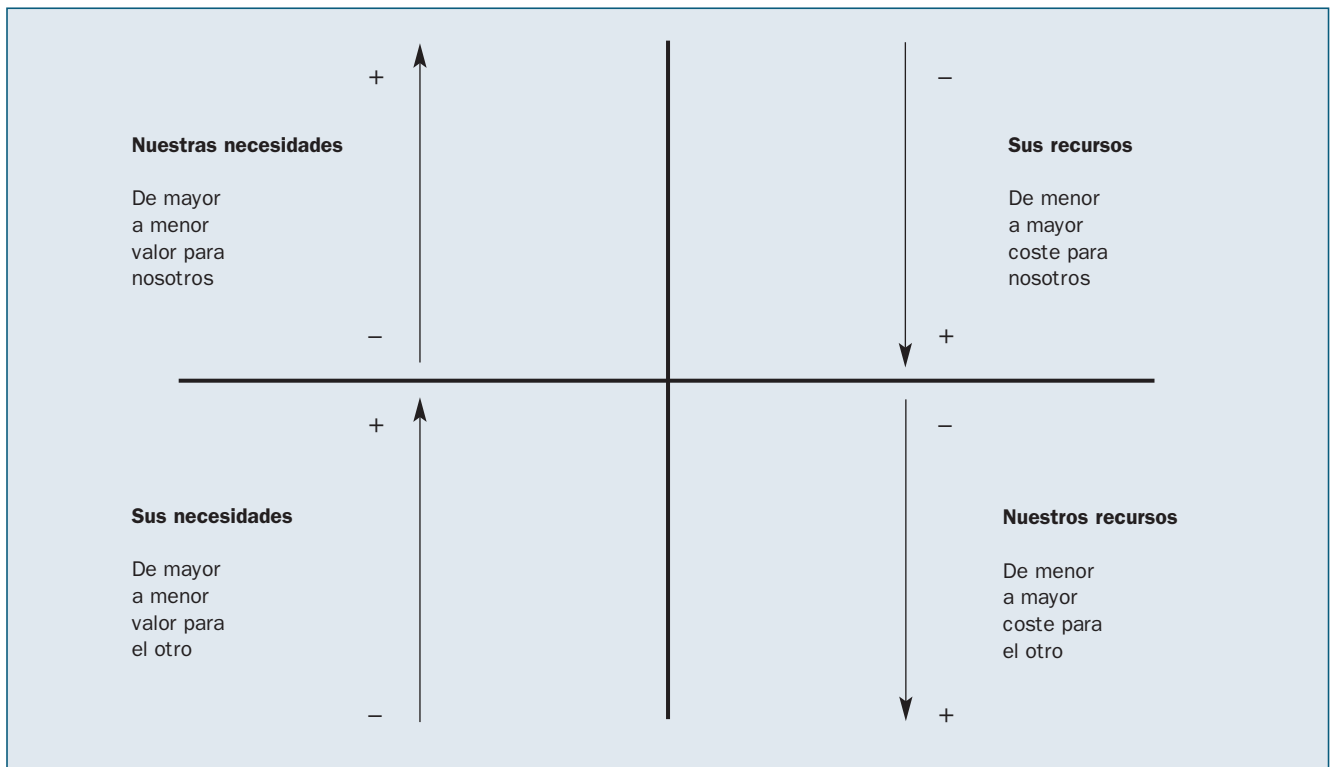 +
–
Nuestras necesidades
Sus recursos
De mayor
a menor
valor para
nosotros
De menor
a mayor
coste para
nosotros
–
+
+
–
Sus necesidades
Nuestros recursos
De mayor
a menor
valor para
el otro
De menor
a mayor
coste para
el otro
–
+